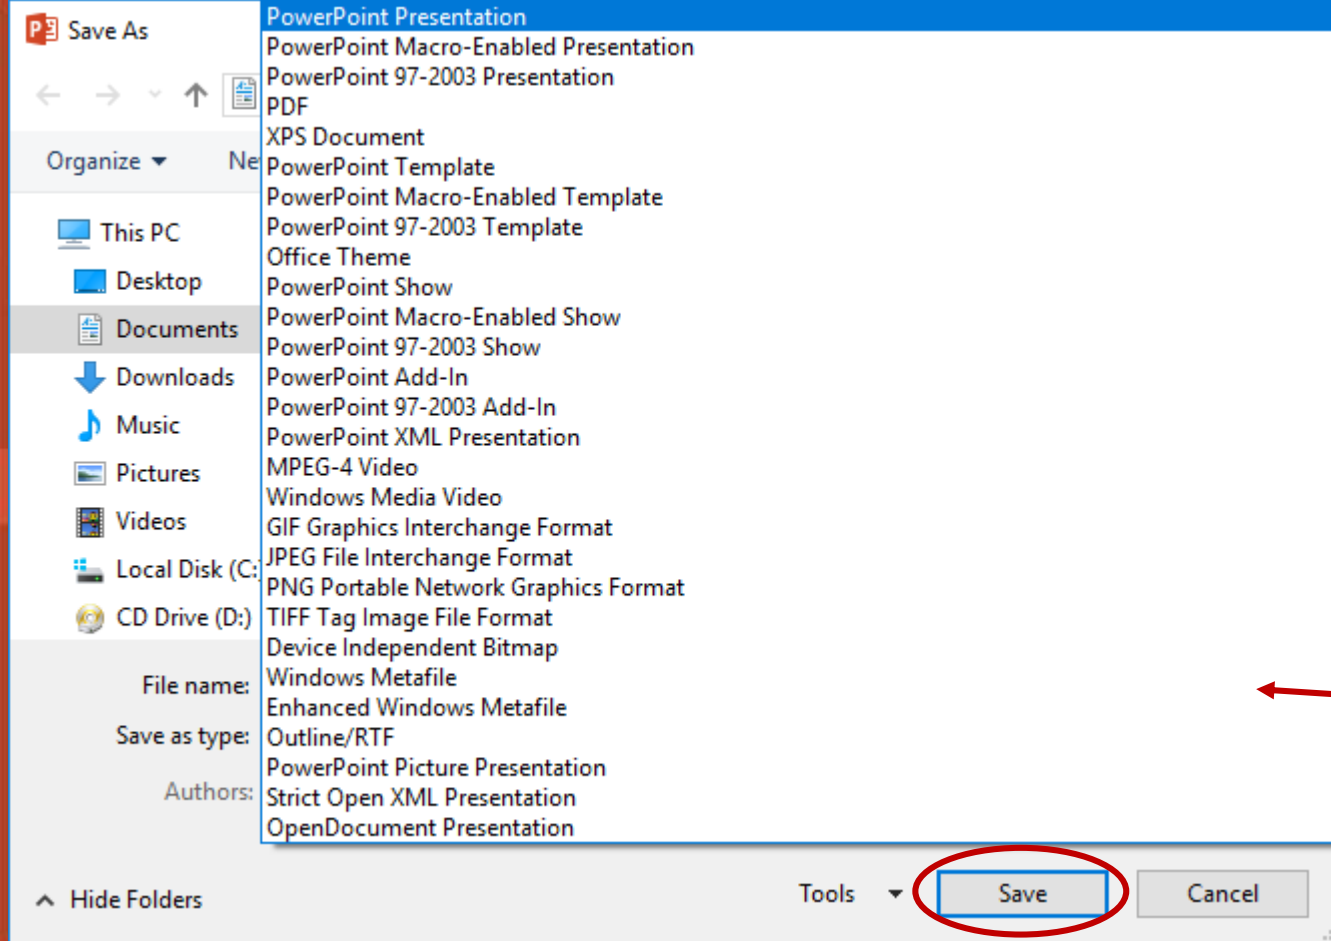 Save As
Organize
Ne
This PC
Desktop
Documents
Downloads
Music
Pictures
Videos
Local Disk (C:
CD Drive (D:)
PowerPoint Presentation
PowerPoint Macro-Enabled Presentation
PowerPoint 97-2003 Presentation
PDF
XPS Document
PowerPoint Template
PowerPoint Macro-Enabled Template
PowerPoint 97-2003 Template
Office Theme
PowerPoint Show
PowerPoint Macro-Enabled Show
PowerPoint 97-2003 Show
PowerPoint Add-In
PowerPoint 97-2003 Add-In
PowerPoint XML Presentation
MPEG-4 Video
Windows Media Video
GIF Graphics Interchange Format
JPEG File Interchange Format
PNG Portable Network Graphics Format
TIFF Tag Image File Format
Device Independent Bitmap
Windows Metafile
Enhanced Windows Metafile
Outline/RTF
PowerPoint Picture Presentation
Strict Open XML Presentation
OpenDocument Presentation
File name:
Save as type:
Authors:
Hide Folders
Tools
Save
Cancel